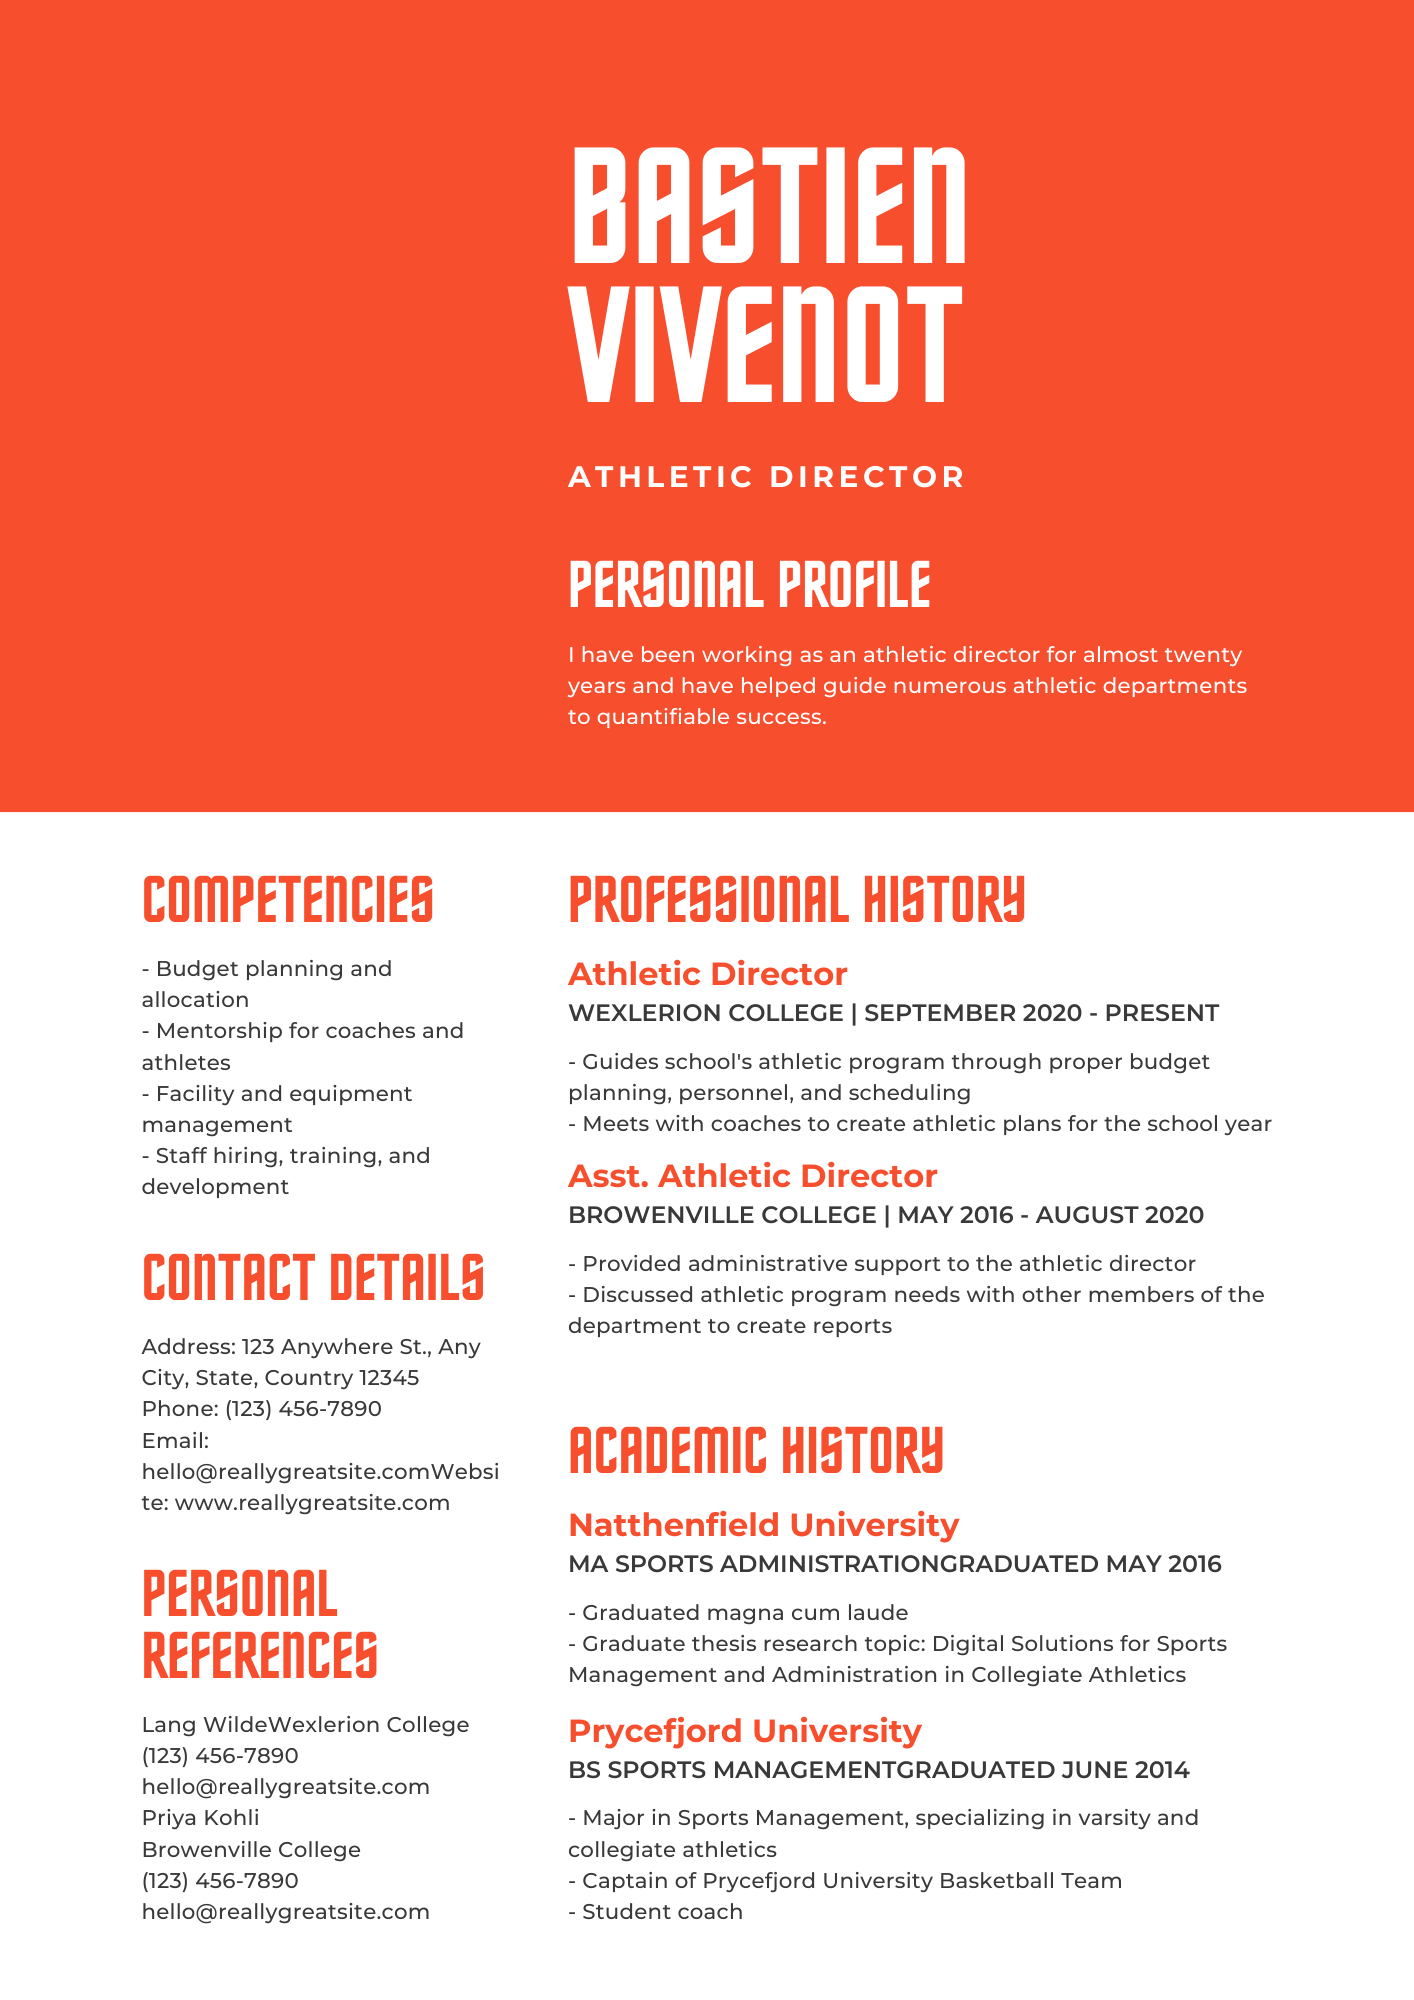 BASTIEN
VIVENOT
ATHLETIC DIRECTOR
PERSONAL PROFILE
I have been working as an athletic director for almost twenty
years and have helped guide numerous athletic departments
to quantifiable success.
COMPETENCIES
- Budget planning and
allocation
- Mentorship for coaches and
athletes
- Facility and equipment
management
- Staff hiring, training, and
development
CONTACT DETAILS
Address: 123 Anywhere St., Any
City, State, Country 12345
Phone: (123) 456-7890
Email:
hello@reallygreatsite.comWebsi
te: www.reallygreatsite.com
PERSONAL
REFERENCES
Lang WildeWexlerion College
(123) 456-7890
hello@reallygreatsite.com
Priya Kohli
Browenville College
(123) 456-7890
hello@reallygreatsite.com
PROFESSIONAL HISTORY
Athletic Director
WEXLERION COLLEGE | SEPTEMBER 2020 - PRESENT
- Guides school's athletic program through proper budget
planning, personnel, and scheduling
- Meets with coaches to create athletic plans for the school year
Asst. Athletic Director
BROWENVILLE COLLEGE | MAY 2016 - AUGUST 2020
- Provided administrative support to the athletic director
- Discussed athletic program needs with other members of the
department to create reports
ACADEMIC HISTORY
Natthenfield University
MA SPORTS ADMINISTRATIONGRADUATED MAY 2016
- Graduated magna cum laude
- Graduate thesis research topic: Digital Solutions for Sports
Management and Administration in Collegiate Athletics
Prycefjord University
BS SPORTS MANAGEMENTGRADUATED JUNE 2014
- Major in Sports Management, specializing in varsity and
collegiate athletics
- Captain of Prycefjord University Basketball Team
- Student coach